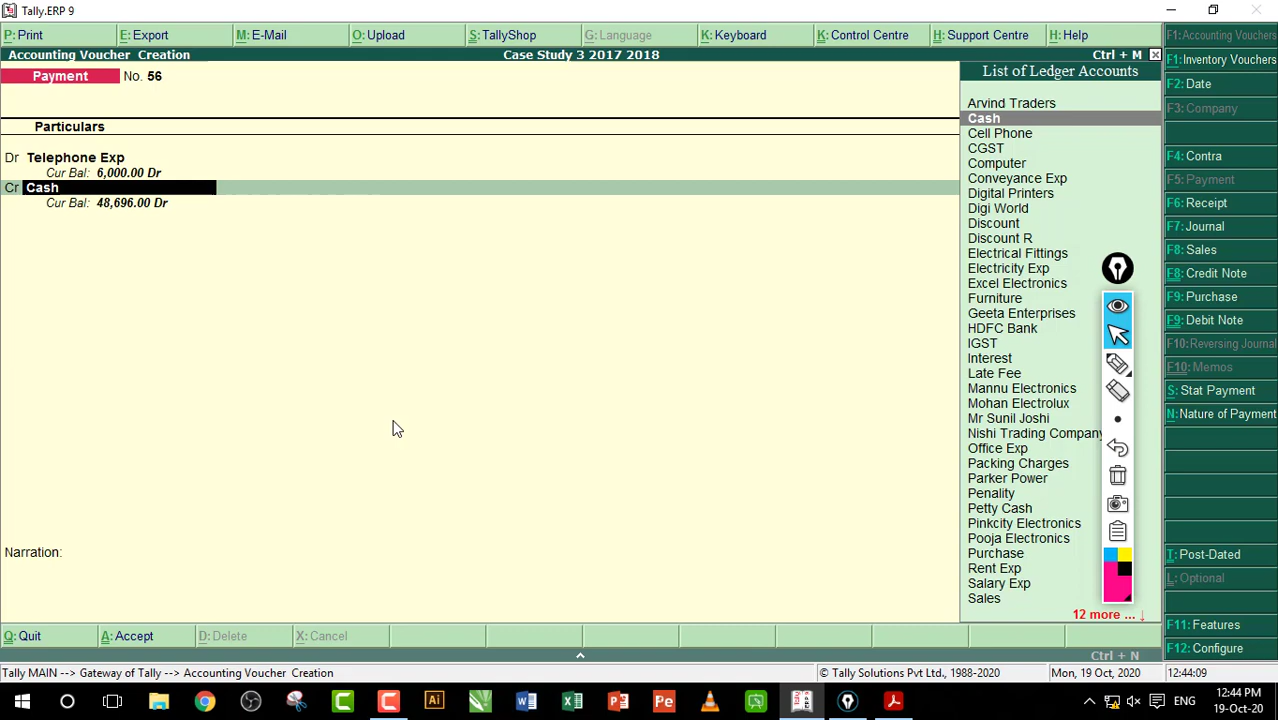 Tally.ERP 9
P: Print
E: Export
M: E-Mail
O: Upload
S: TallyShop
G: Language
K: Keyboard
K: Control Centre
H: Support Centre
H: Help
Accounting Voucher Creation
Case Study 3 2017 2018
Ctrl + M
Payment No. 56
Particulars
Dr Telephone Exp
Cur Bal: 6,000.00 Dr
Cr Cash
Cur Bal: 48,696.00 Dr
Narration:
List of Ledger Accounts
Arvind Traders
Cash
Cell Phone
CGST
Computer
Conveyance Exp
Digital Printers
Digi World
Discount
Discount R
Electrical Fittings
Electricity Exp
Excel Electronics
Furniture
Geeta Enterprises
HDFC Bank
IGST
Interest
Late Fee
Mannu Electronics
Mohan Electrolux
Mr Sunil Joshi
Nishi Trading Company
Office Exp
Packing Charges
Parker Power
Penality
Petty Cash
Pinkcity Electronics
Pooja Electronics
Purchase
Rent Exp
Salary Exp
Sales
12 more ... ↓
F1: Accounting Vouchers
F1: Inventory Vouchers
F2: Date
F3: Company
F4: Contra
F5: Payment
F6: Receipt
F7: Journal
F8: Sales
F8: Credit Note
F9: Purchase
F9: Debit Note
F10: Reversing Journal
F10: Memos
S: Stat Payment
N: Nature of Payment
T: Post-Dated
L: Optional
F11: Features
F12: Configure
Q: Quit
A: Accept
D: Delete
X: Cancel
Ctrl + N
Tally MAIN --> Gateway of Tally --> Accounting Voucher Creation
© Tally Solutions Pvt Ltd., 1988-2020
Mon, 19 Oct, 2020
12:44:09
Ai
Pe
ENG
12:44 PM
19-Oct-20